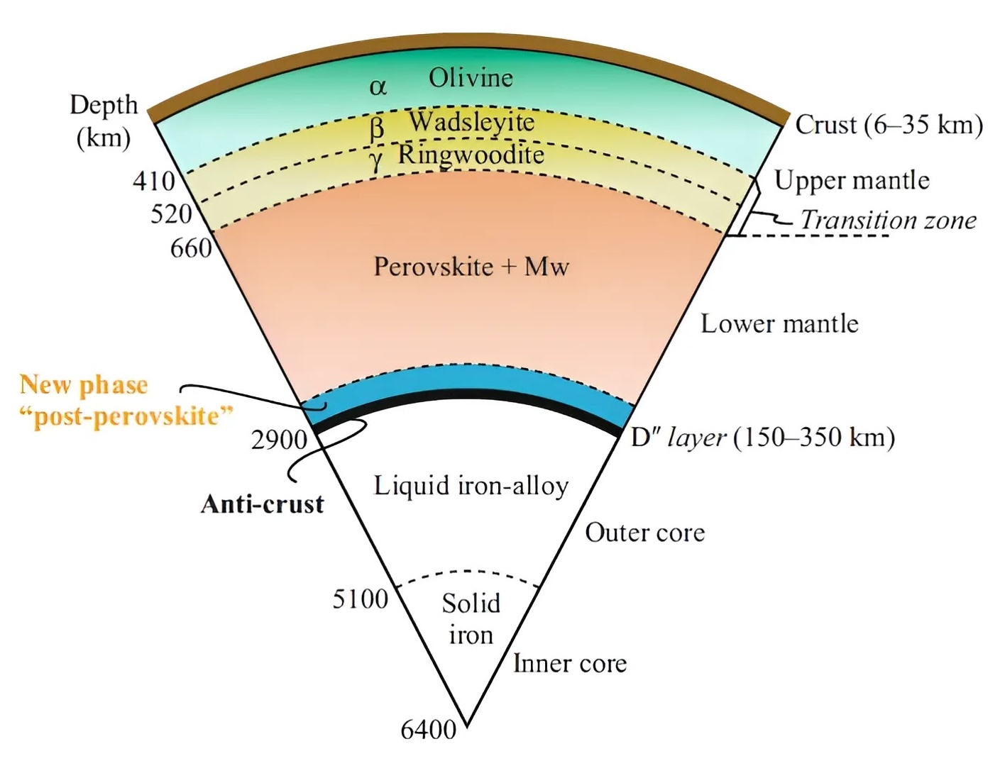 Depth
(km)
α Olivine
β Wadsleyite
γ Ringwoodite
Crust (6–35 km)
410
Upper mantle
520
Transition zone
660
Perovskite + Mw
Lower mantle
New phase
“post-perovskite”
2900
D″ layer (150–350 km)
Liquid iron-alloy
Anti-crust
Outer core
5100
Solid
iron
Inner core
6400